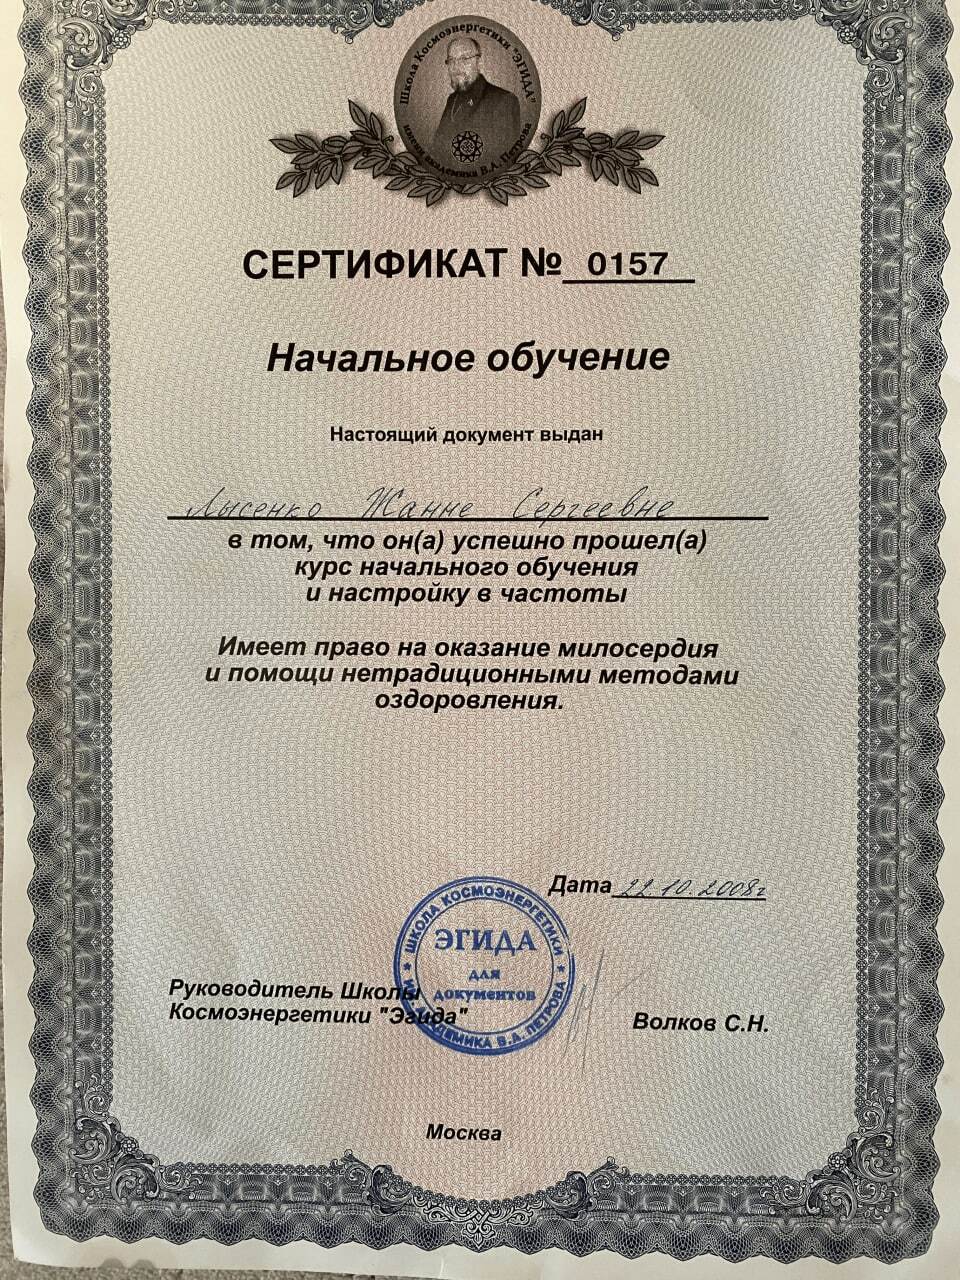 Школа Космоэнергетики "ЭГИДА"
имени академика В.А. Петрова
СЕРТИФИКАТ № 0157
Начальное обучение
Настоящий документ выдан
Лысенко Жанне Сергеевне
в том, что он(а) успешно прошел(а)
курс начального обучения
и настройку в частоты
Имеет право на оказание милосердия
и помощи нетрадиционными методами
оздоровления.
Дата 22.10.2008г
ШКОЛА КОСМОЭНЕРГЕТИКИ
ЭГИДА
для
документов
ИМ. АКАДЕМИКА В.А. ПЕТРОВА
Руководитель Школы
Космоэнергетики "Эгида"
Волков С.Н.
Москва